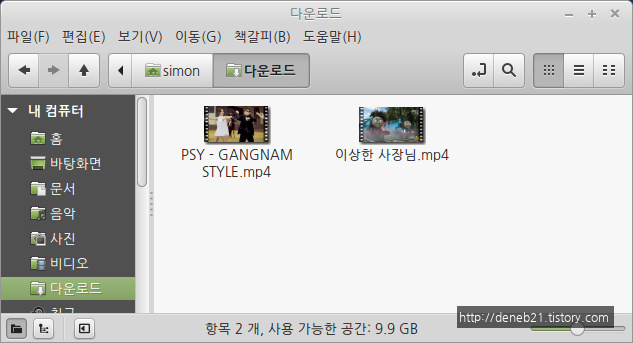 다운로드
파일(F) 편집(E) 보기(V) 이동(G) 책갈피(B) 도움말(H)
simon 다운로드
내 컴퓨터
홈
바탕화면
문서
음악
사진
비디오
다운로드
PSY - GANGNAM
STYLE.mp4
이상한 사장님.mp4
항목 2 개, 사용 가능한 공간: 9.9 GB
http://deneb21.tistory.com